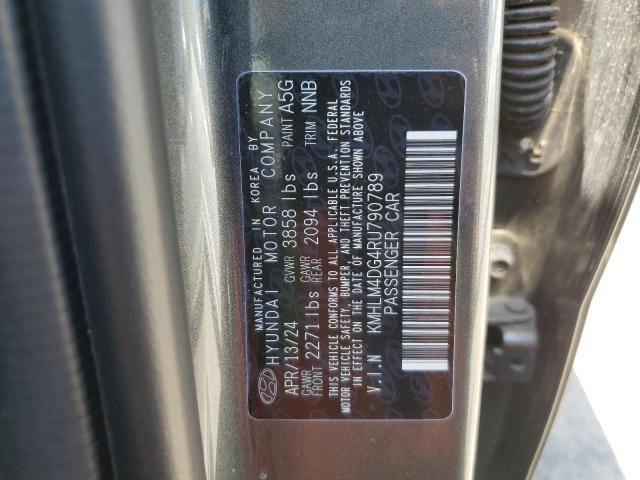 MANUFACTURED IN KOREA BY
HYUNDAI MOTOR COMPANY
APR/13/24 GVWR 3858 lbs PAINT A5G
GAWR FRONT 2271 lbs GAWR REAR 2094 lbs TRIM NNB
THIS VEHICLE CONFORMS TO ALL APPLICABLE U.S.A. FEDERAL
MOTOR VEHICLE SAFETY, BUMPER, AND THEFT PREVENTION STANDARDS
IN EFFECT ON THE DATE OF MANUFACTURE SHOWN ABOVE
V.I.N KMHLM4DG4RU790789
PASSENGER CAR